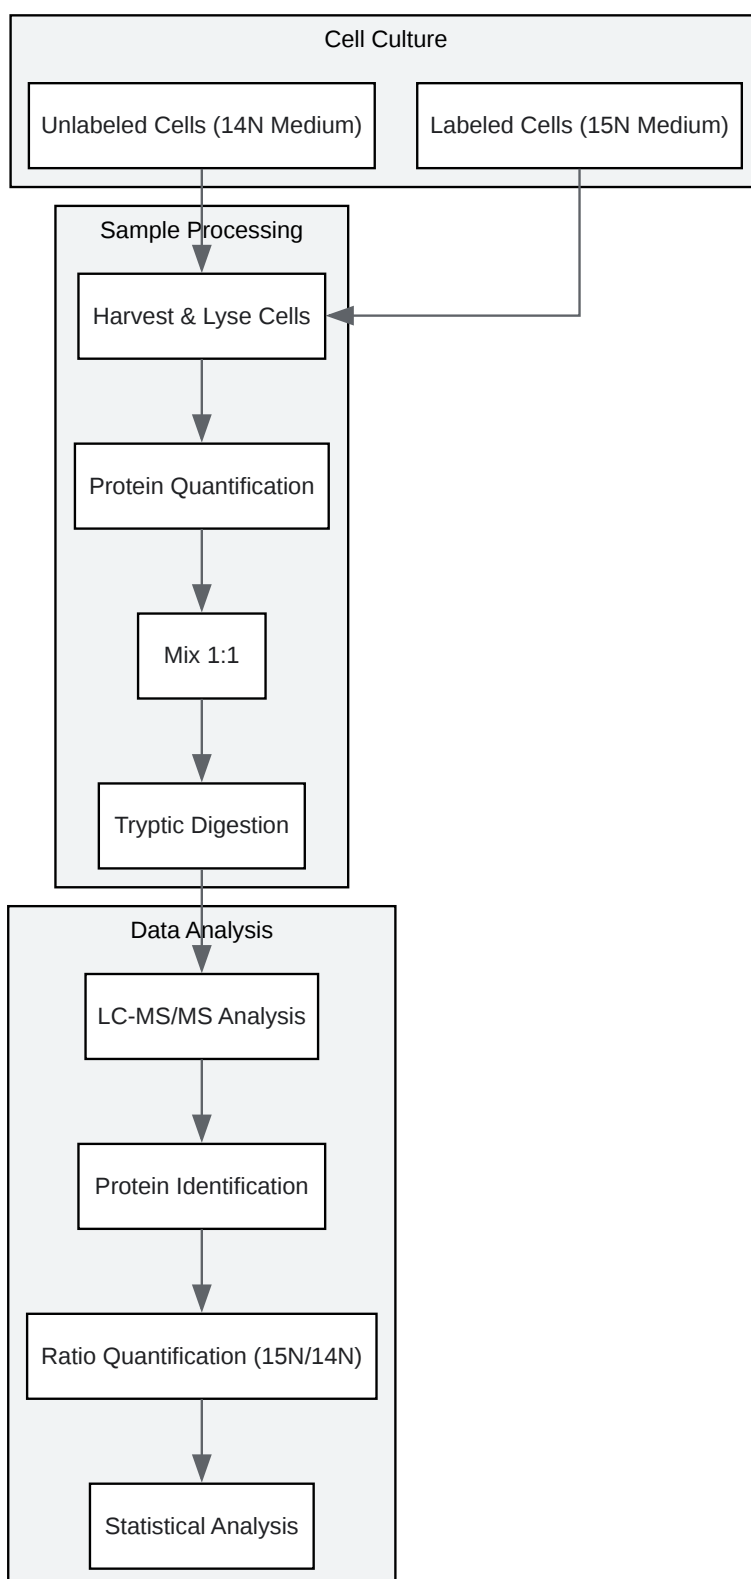 Cell Culture
Unlabeled Cells (14N Medium)
Labeled Cells (15N Medium)
Sample Processing
Harvest & Lyse Cells
Protein Quantification
Mix 1:1
Tryptic Digestion
Data Analysis
LC-MS/MS Analysis
Protein Identification
Ratio Quantification (15N/14N)
Statistical Analysis